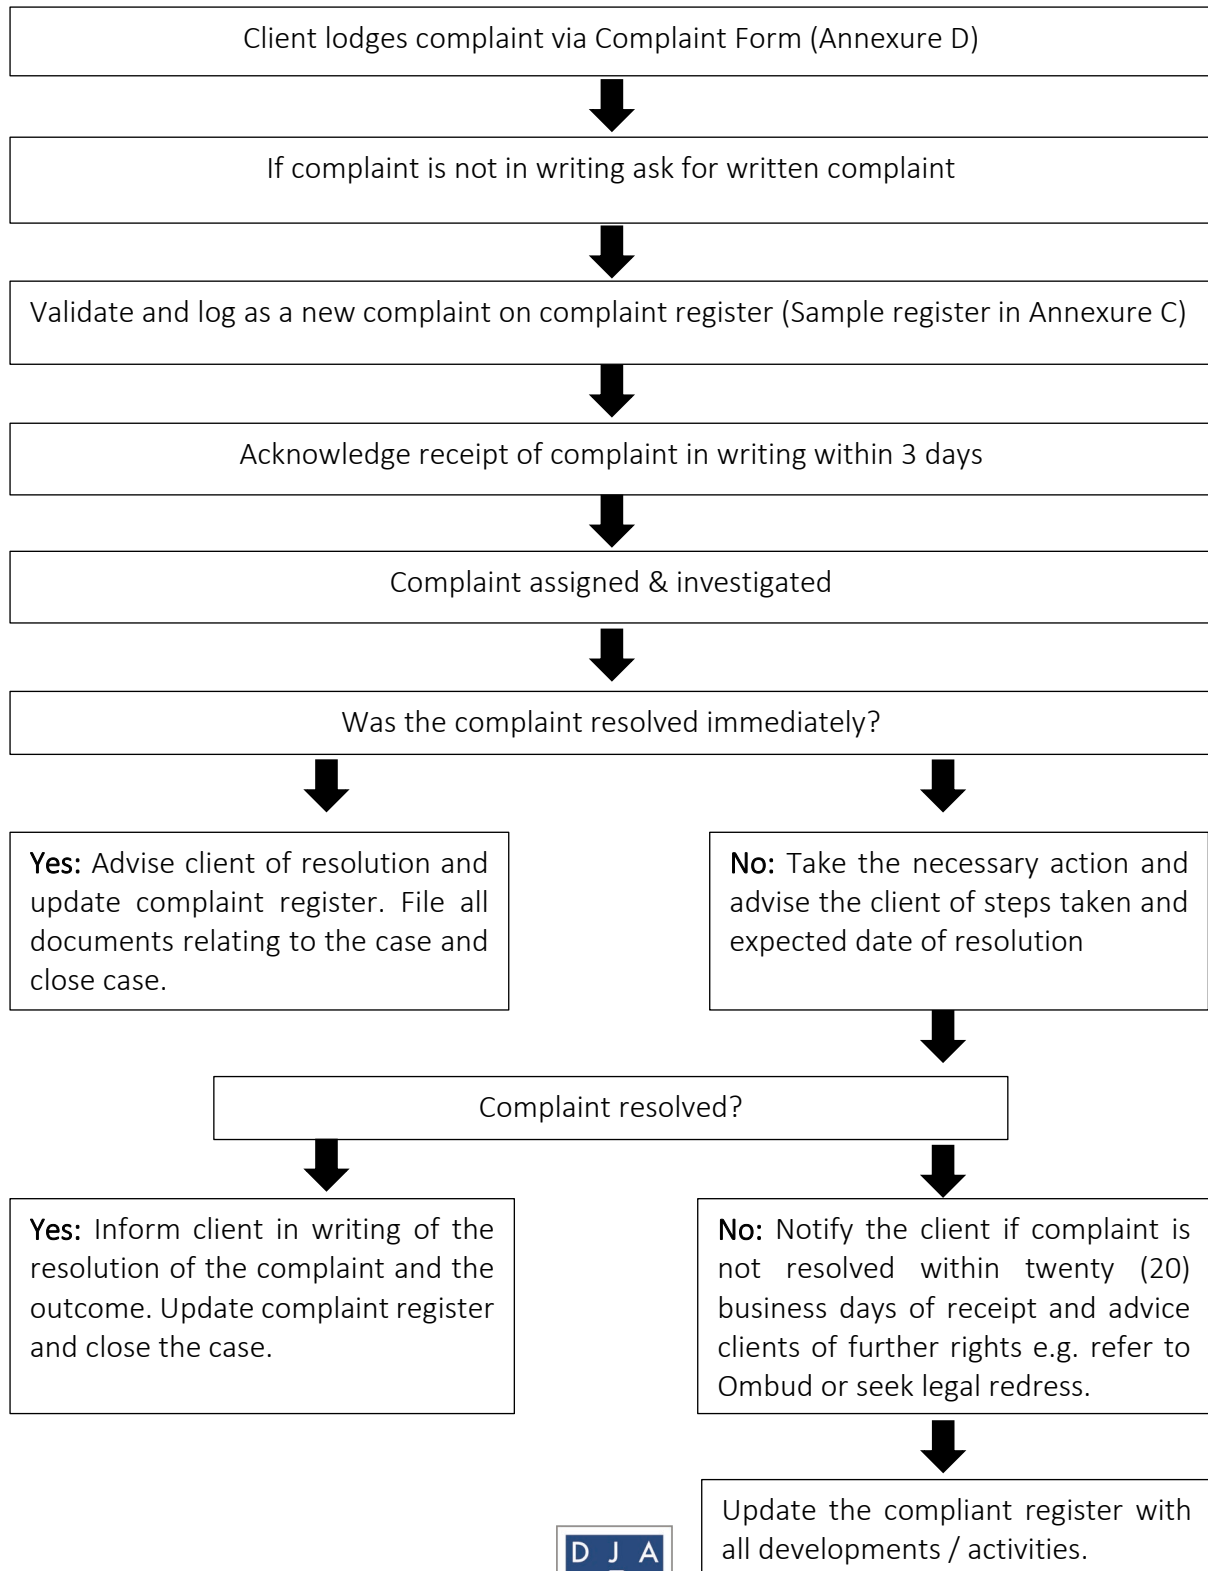 Client lodges complaint via Complaint Form (Annexure D)
If complaint is not in writing ask for written complaint
Validate and log as a new complaint on complaint register (Sample register in Annexure C)
Acknowledge receipt of complaint in writing within 3 days
Complaint assigned & investigated
Was the complaint resolved immediately?
Yes: Advise client of resolution and
update complaint register. File all
documents relating to the case and
close case.
No: Take the necessary action and
advise the client of steps taken and
expected date of resolution
Complaint resolved?
Yes: Inform client in writing of the
resolution of the complaint and the
outcome. Update complaint register
and close the case.
No: Notify the client if complaint is
not resolved within twenty (20)
business days of receipt and advice
clients of further rights e.g. refer to
Ombud or seek legal redress.
Update the compliant register with
all developments / activities.
D J A